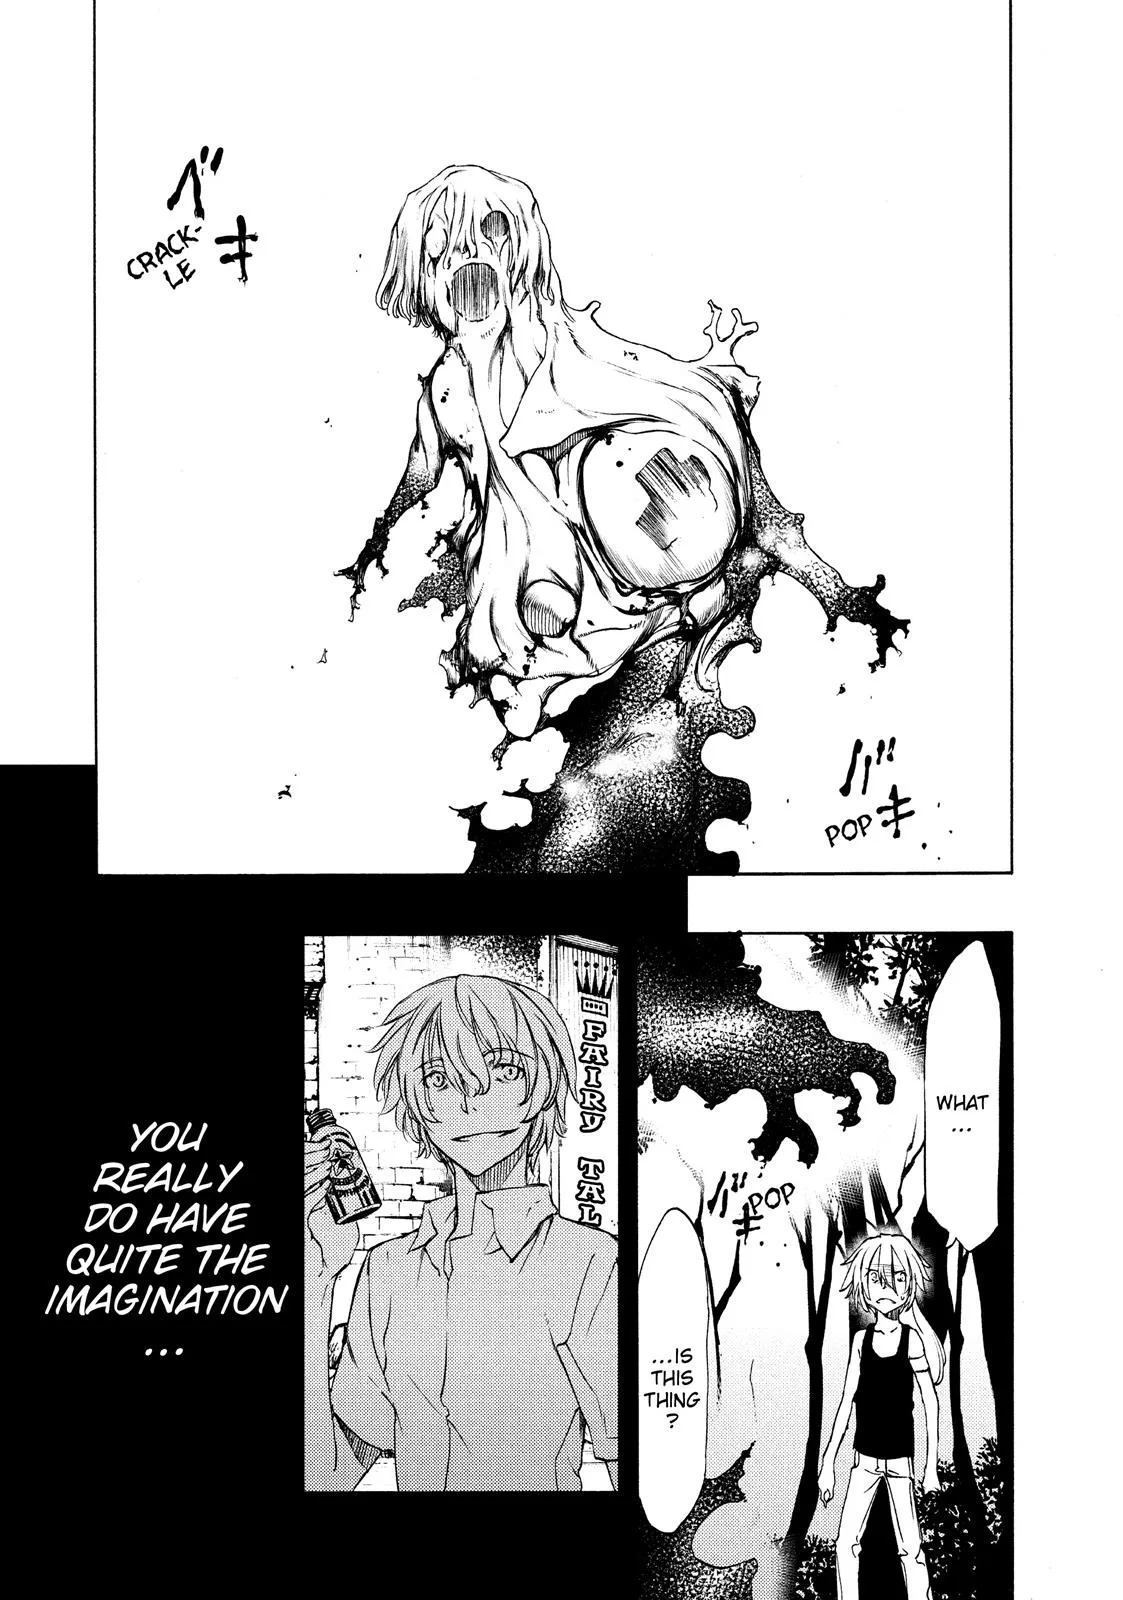 ベキ
CRACK-
LE
バキ
POP
WHAT
...
バキ
POP
...IS
THIS
THING
?
FAIRY TAL
YOU
REALLY
DO HAVE
QUITE THE
IMAGINATION
...